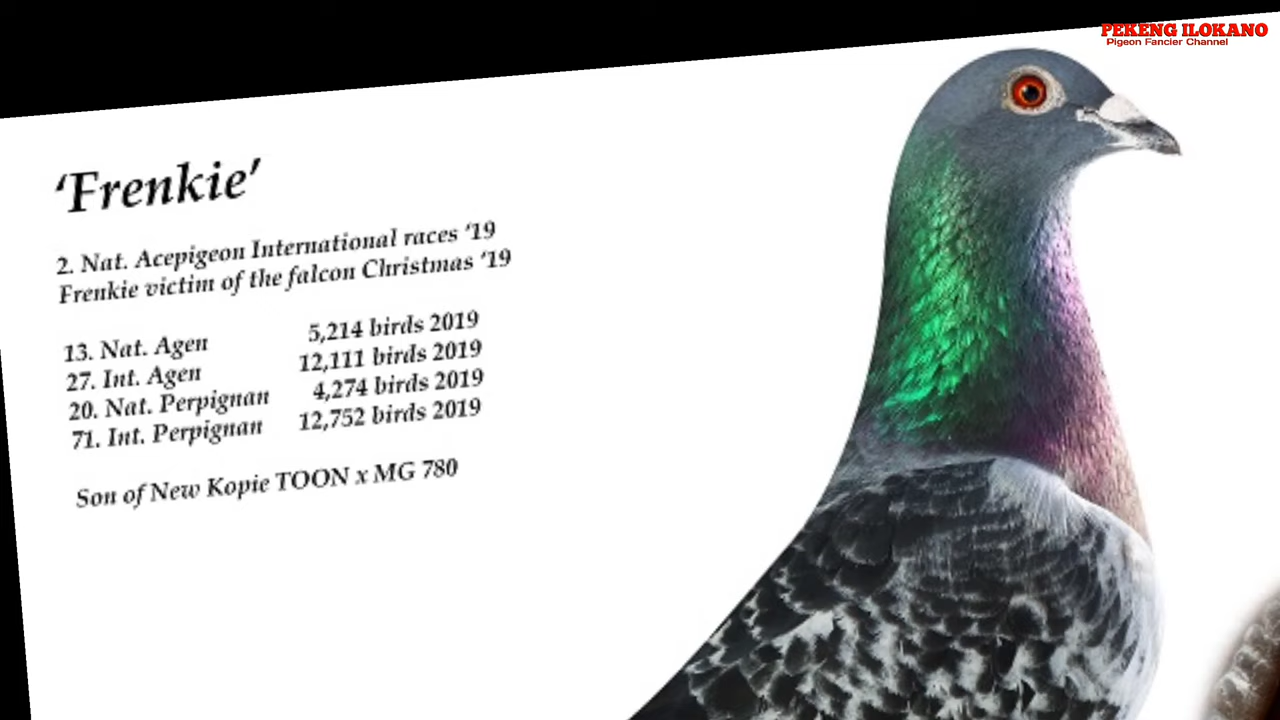 PEKENG ILOKANO
Pigeon Fancier Channel
‘Frenkie’
2. Nat. Acepigeon International races ‘19
Frenkie victim of the falcon Christmas ‘19
13. Nat. Agen 5,214 birds 2019
27. Int. Agen 12,111 birds 2019
20. Nat. Perpignan 4,274 birds 2019
71. Int. Perpignan 12,752 birds 2019
Son of New Kopie TOON x MG 780